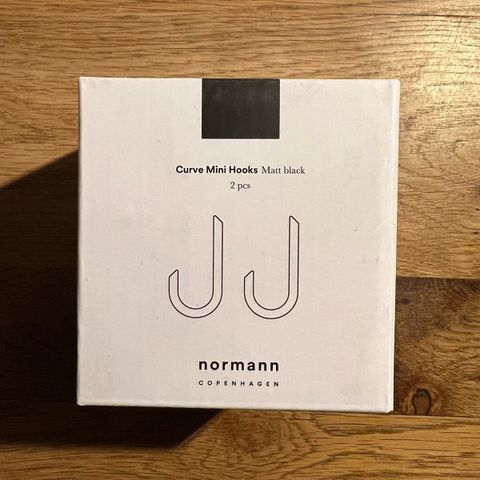 Curve Mini Hooks Matt black
2 pcs
normann
COPENHAGEN